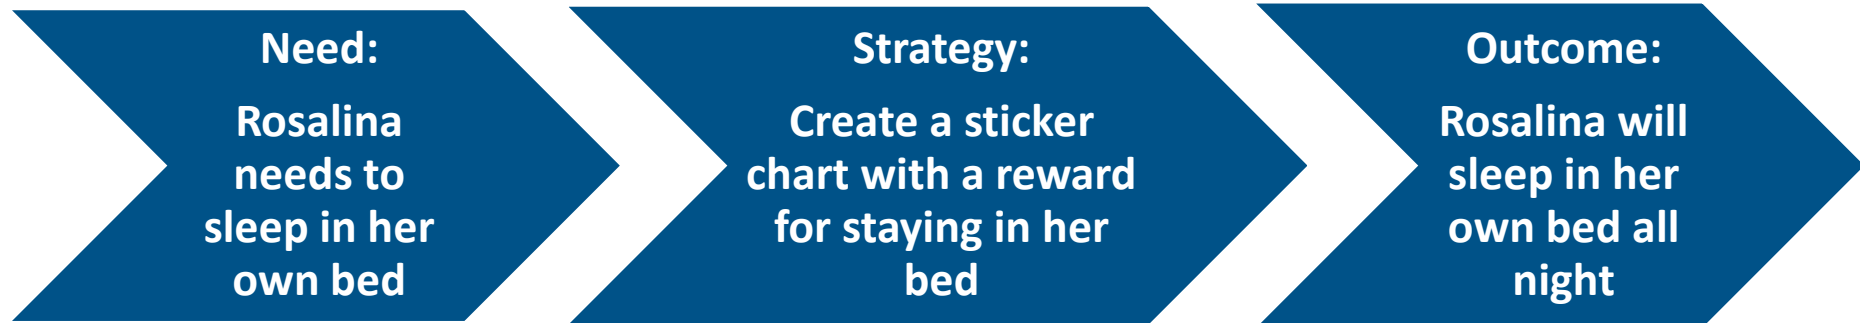 Need:
Rosalina
needs to
sleep in her
own bed
Strategy:
Create a sticker
chart with a reward
for staying in her
bed
Outcome:
Rosalina will
sleep in her
own bed all
night